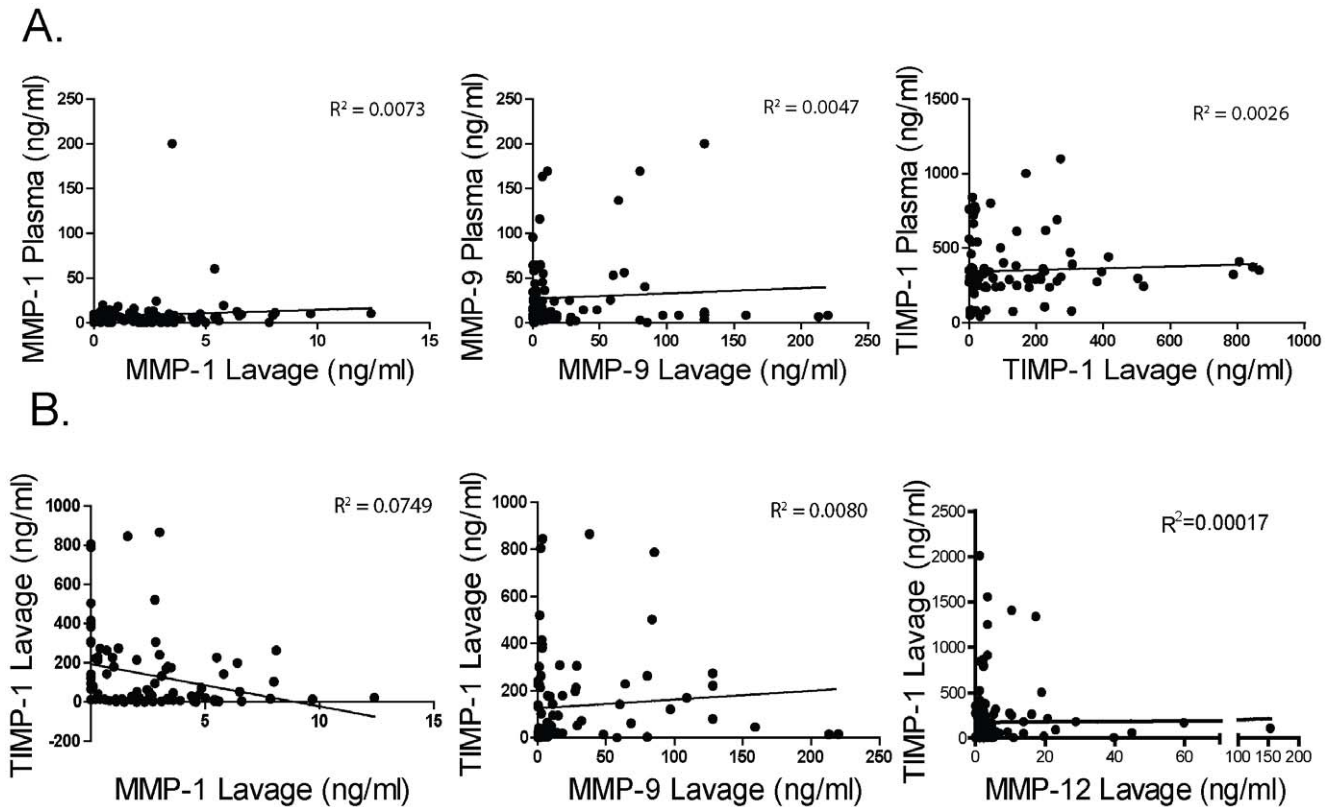 A.
R² = 0.0073
MMP-1 Plasma (ng/ml)
250
200
150
100
50
0
0 5 10 15
MMP-1 Lavage (ng/ml)
R² = 0.0047
MMP-9 Plasma (ng/ml)
250
200
150
100
50
0
0 50 100 150 200 250
MMP-9 Lavage (ng/ml)
R² = 0.0026
TIMP-1 Plasma (ng/ml)
1500
1000
500
0
0 200 400 600 800 1000
TIMP-1 Lavage (ng/ml)
B.
R² = 0.0749
TIMP-1 Lavage (ng/ml)
1000
800
600
400
200
0
-200
5 10 15
MMP-1 Lavage (ng/ml)
R² = 0.0080
TIMP-1 Lavage (ng/ml)
1000
800
600
400
200
0
0 50 100 150 200 250
MMP-9 Lavage (ng/ml)
R²=0.00017
TIMP-1 Lavage (ng/ml)
2500
2000
1500
1000
500
0
0 20 40 60 100 150 200
MMP-12 Lavage (ng/ml)